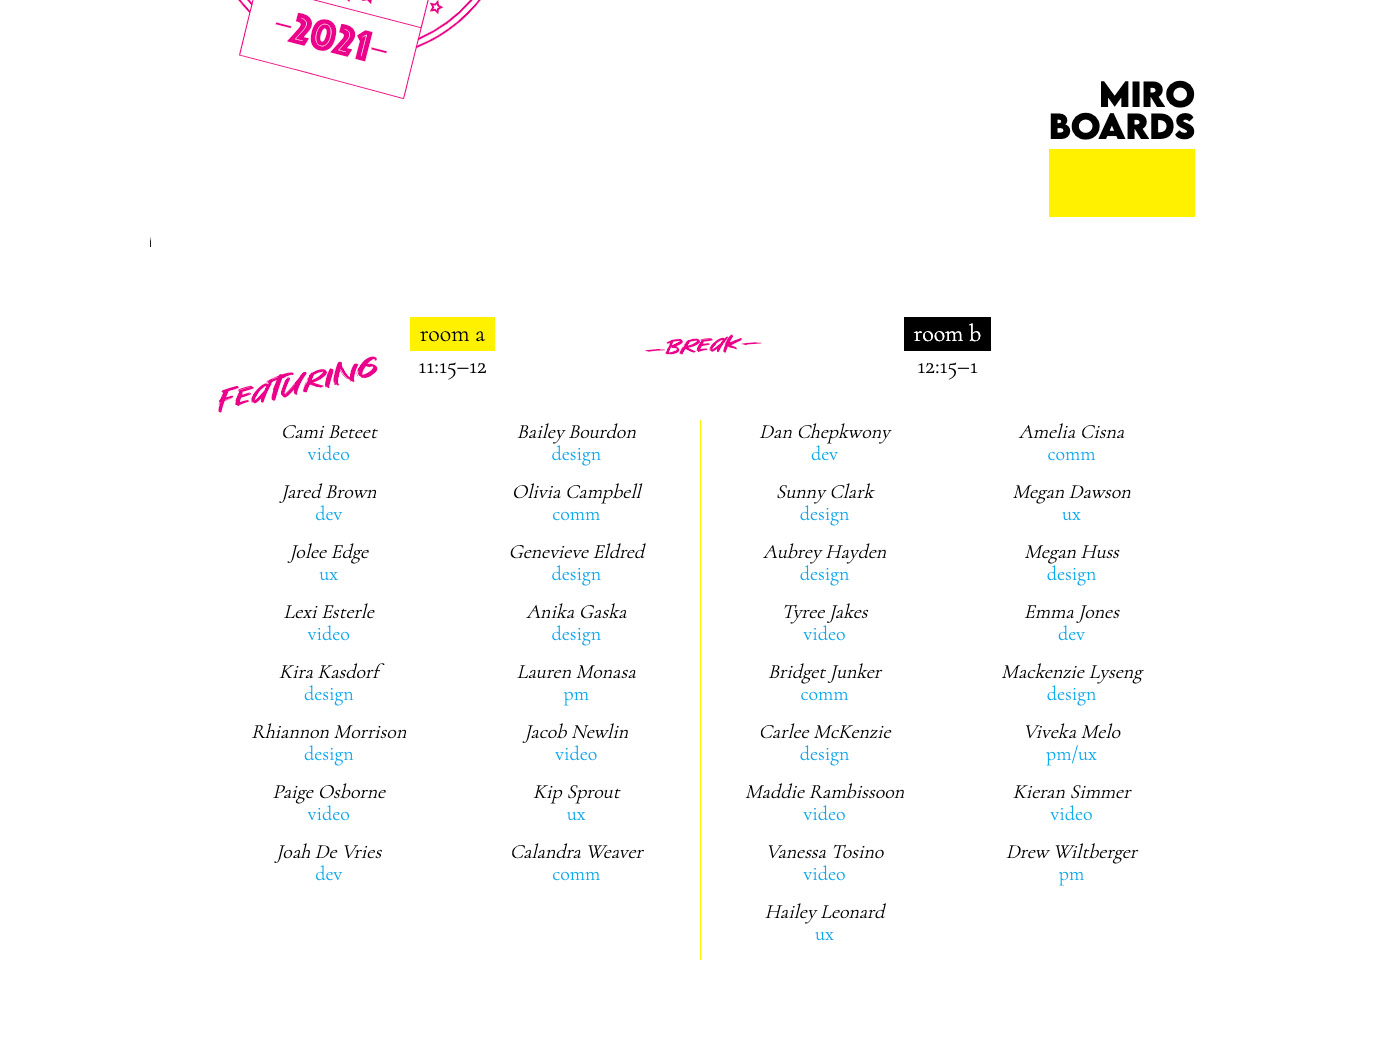 –2021–
MIRO
BOARDS
room a
11:15–12
–BREAK–
room b
12:15–1
FEATURING
Cami Beteet
video
Jared Brown
dev
Jolee Edge
ux
Lexi Esterle
video
Kira Kasdorf
design
Rhiannon Morrison
design
Paige Osborne
video
Joah De Vries
dev
Bailey Bourdon
design
Olivia Campbell
comm
Genevieve Eldred
design
Anika Gaska
design
Lauren Monasa
pm
Jacob Newlin
video
Kip Sprout
ux
Calandra Weaver
comm
Dan Chepkwony
dev
Sunny Clark
design
Aubrey Hayden
design
Tyree Jakes
video
Bridget Junker
comm
Carlee McKenzie
design
Maddie Rambissoon
video
Vanessa Tosino
video
Hailey Leonard
ux
Amelia Cisna
comm
Megan Dawson
ux
Megan Huss
design
Emma Jones
dev
Mackenzie Lyseng
design
Viveka Melo
pm/ux
Kieran Simmer
video
Drew Wiltberger
pm